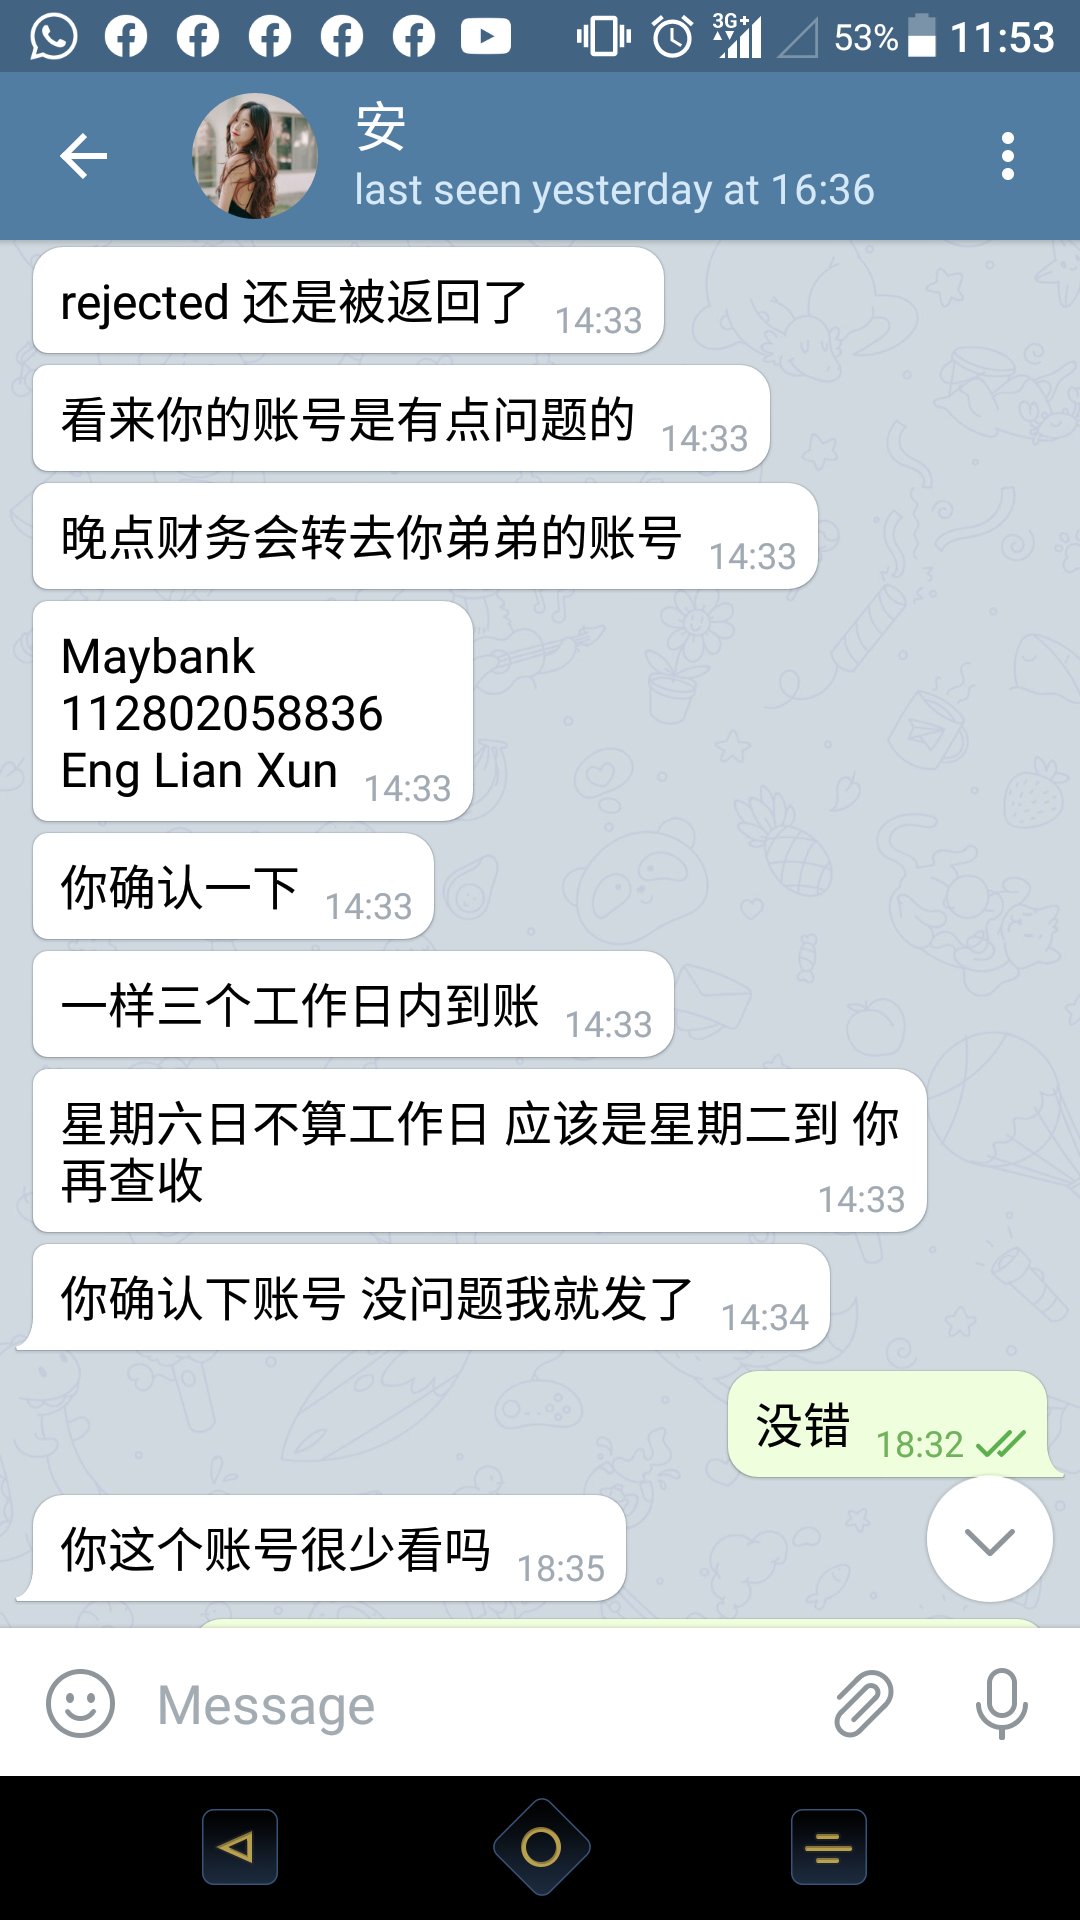 3G+
53%
11:53
安
last seen yesterday at 16:36
rejected 还是被返回了 14:33
看来你的账号是有点问题的 14:33
晚点财务会转去你弟弟的账号 14:33
Maybank
112802058836
Eng Lian Xun 14:33
你确认一下 14:33
一样三个工作日内到账 14:33
星期六日不算工作日 应该是星期二到 你
再查收 14:33
你确认下账号 没问题我就发了 14:34
没错 18:32
你这个账号很少看吗 18:35
Message